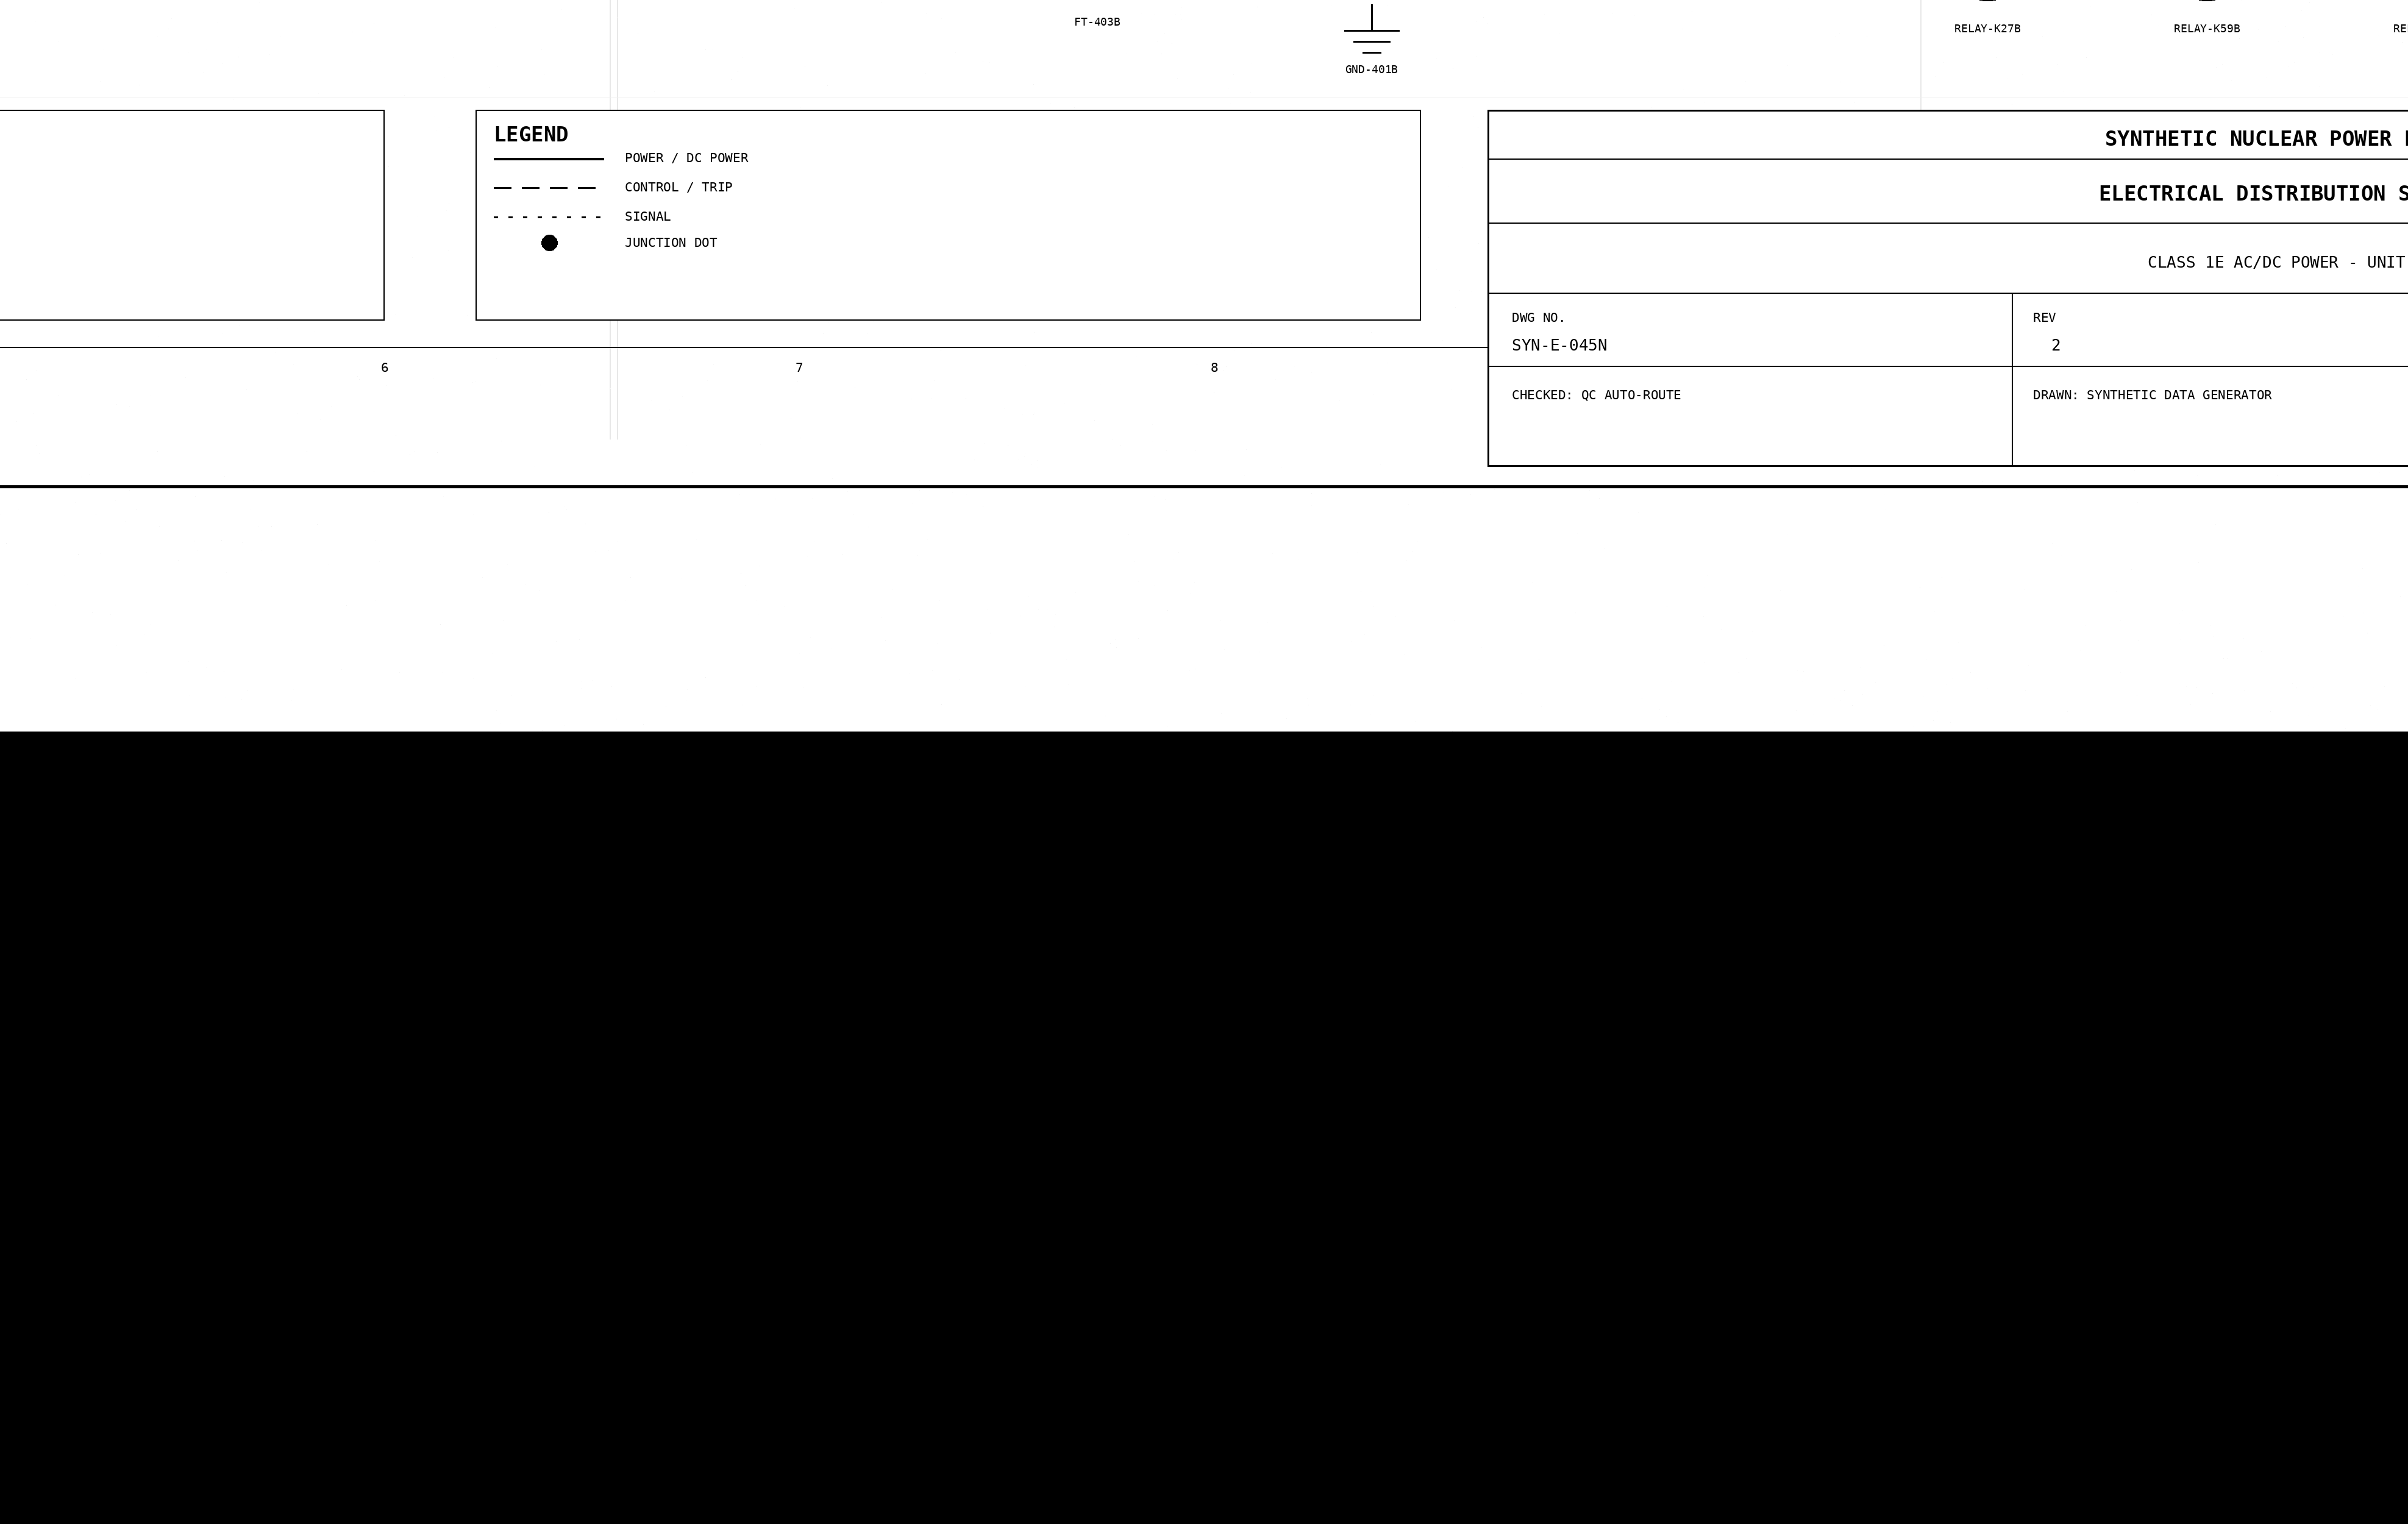 FT-403B
GND-401B
RELAY-K27B
RELAY-K59B
RE
LEGEND
POWER / DC POWER
CONTROL / TRIP
SIGNAL
JUNCTION DOT
SYNTHETIC NUCLEAR POWER
ELECTRICAL DISTRIBUTION S
CLASS 1E AC/DC POWER - UNIT
DWG NO.
SYN-E-045N
REV
2
CHECKED: QC AUTO-ROUTE
DRAWN: SYNTHETIC DATA GENERATOR
6
7
8